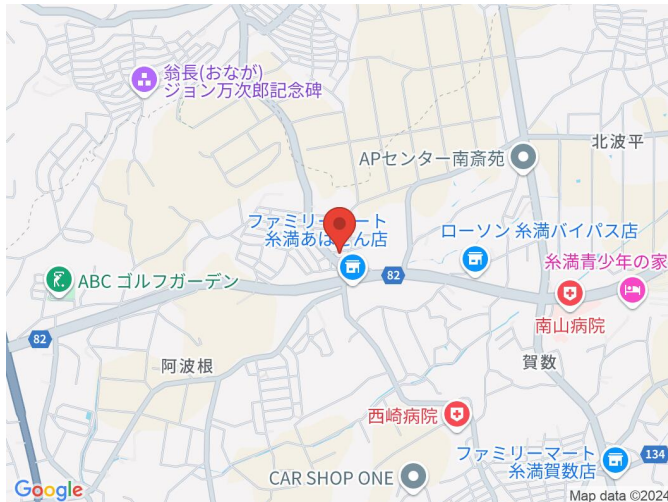 翁長(おなが)
ジョン万次郎記念碑
北波平
APセンター南斎苑
ファミリーマート
糸満あはごん店
ローソン 糸満バイパス店
糸満青少年の家
ABC ゴルフガーデン
82
南山病院
82
阿波根
賀数
西崎病院
ファミリーマート
糸満賀数店
134
CAR SHOP ONE
Google
Map data ©2024